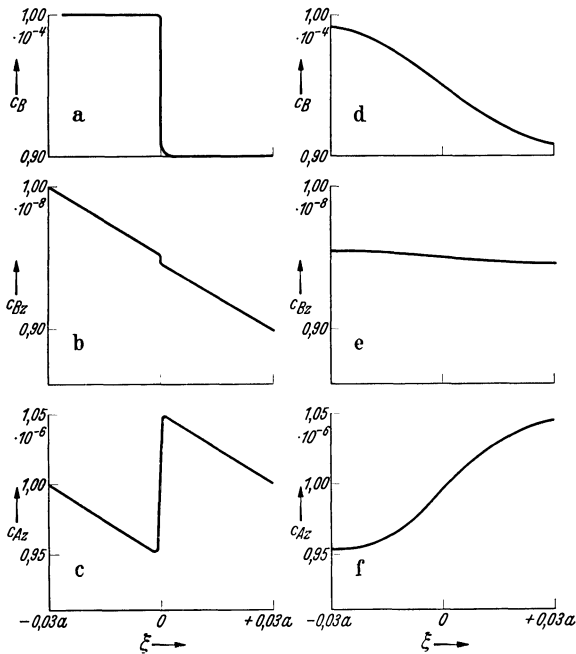 1,00
·10⁻⁴
c_B
0,90
a
1,00
·10⁻⁴
c_B
0,90
d
1,00
·10⁻⁸
c_Bz
0,90
b
1,00
·10⁻⁸
c_Bz
0,90
e
1,05
·10⁻⁶
1,00
c_Az
0,95
c
1,05
·10⁻⁶
1,00
c_Az
0,95
f
−0,03a 0 +0,03a
ξ
−0,03a 0 +0,03a
ξ